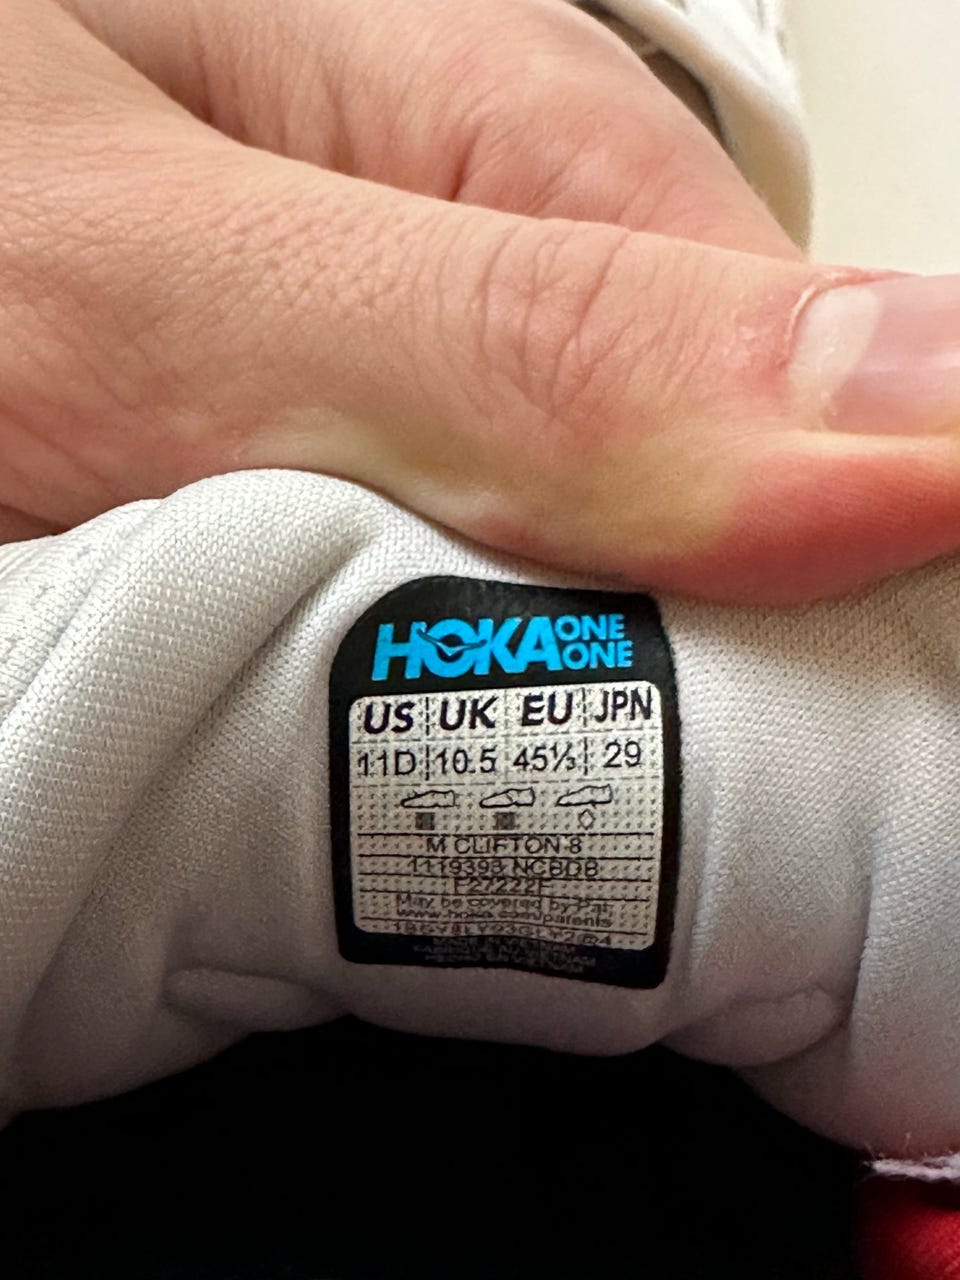 HOKA ONE ONE
US UK EU JPN
11D 10.5 45⅓ 29
M CLIFTON 8
1119393 NCBDB
F27222F
May be covered by Pat.
www.hoka.com/patents